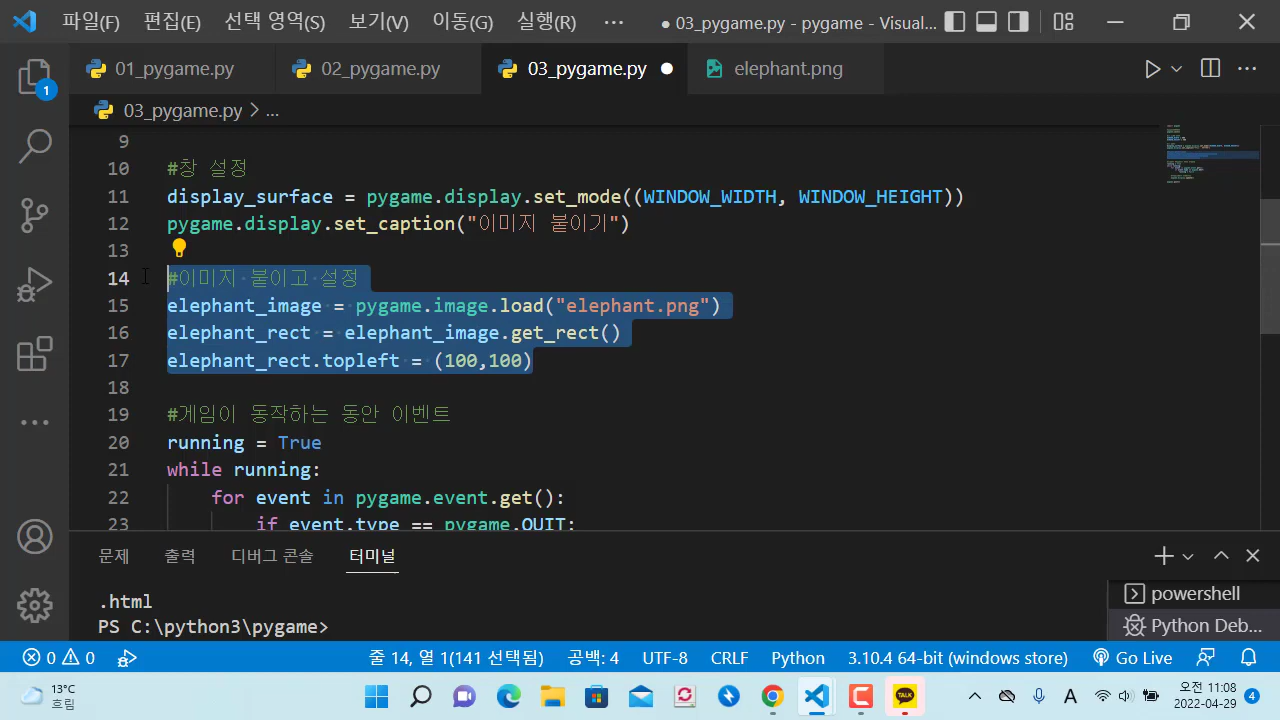 파일(F) 편집(E) 선택 영역(S) 보기(V) 이동(G) 실행(R) ··· ● 03_pygame.py - pygame - Visual...
01_pygame.py 02_pygame.py 03_pygame.py ● elephant.png
03_pygame.py > ...
9
10 #창 설정
11 display_surface = pygame.display.set_mode((WINDOW_WIDTH, WINDOW_HEIGHT))
12 pygame.display.set_caption("이미지 붙이기")
13
14 #이미지 붙이고 설정
15 elephant_image = pygame.image.load("elephant.png")
16 elephant_rect = elephant_image.get_rect()
17 elephant_rect.topleft = (100,100)
18
19 #게임이 동작하는 동안 이벤트
20 running = True
21 while running:
22 for event in pygame.event.get():
23 if event.type == pygame.QUIT:
문제 출력 디버그 콘솔 터미널
.html
PS C:\python3\pygame>
powershell
Python Deb...
0 0 줄 14, 열 1(141 선택됨) 공백: 4 UTF-8 CRLF Python 3.10.4 64-bit (windows store) Go Live
13°C
흐림
TALK
A
오전 11:08
2022-04-29
4
1